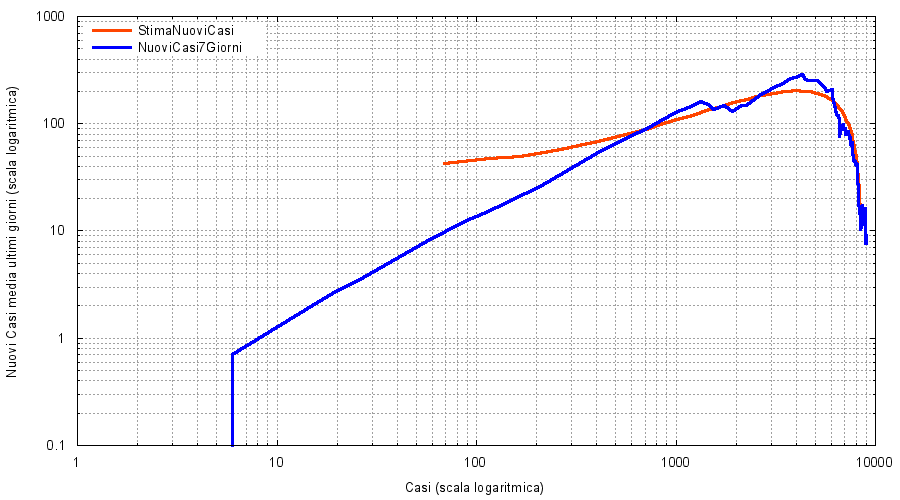 1000
StimaNuoviCasi
NuoviCasi7Giorni
100
10
1
0.1
Nuovi Casi media ultimi giorni (scala logaritmica)
1 10 100 1000 10000
Casi (scala logaritmica)